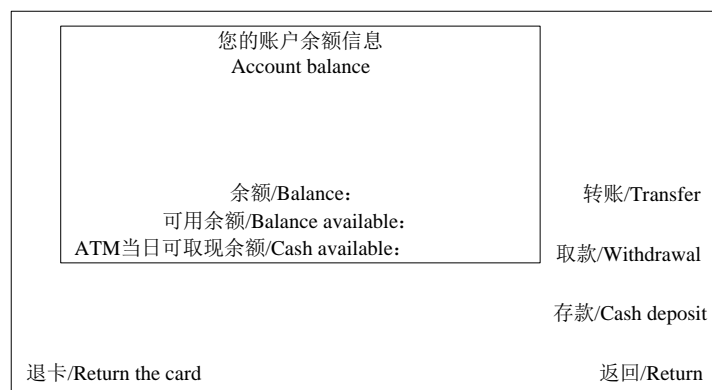 您的账户余额信息
Account balance
余额/Balance：
转账/Transfer
可用余额/Balance available：
ATM当日可取现余额/Cash available：
取款/Withdrawal
存款/Cash deposit
退卡/Return the card
返回/Return